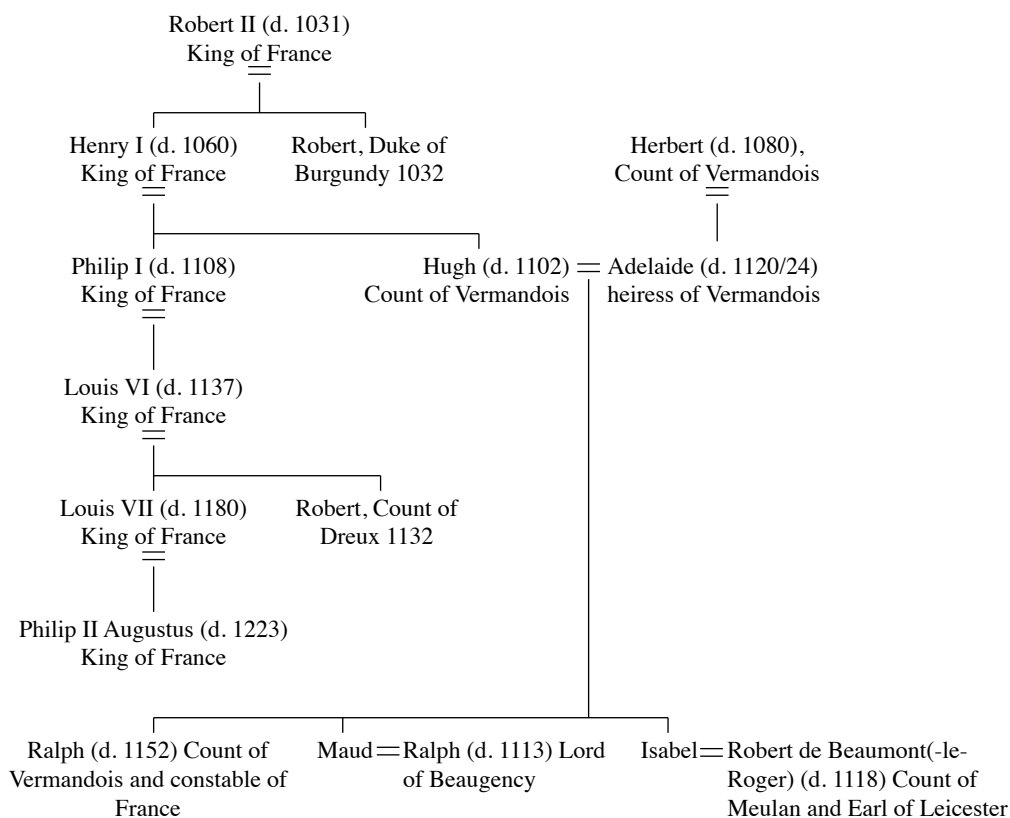 Robert II (d. 1031)
King of France
Henry I (d. 1060)
King of France
Robert, Duke of
Burgundy 1032
Herbert (d. 1080),
Count of Vermandois
Philip I (d. 1108)
King of France
Hugh (d. 1102)
Count of Vermandois
Adelaide (d. 1120/24)
heiress of Vermandois
Louis VI (d. 1137)
King of France
Louis VII (d. 1180)
King of France
Robert, Count of
Dreux 1132
Philip II Augustus (d. 1223)
King of France
Ralph (d. 1152) Count of
Vermandois and constable of
France
Maud
Ralph (d. 1113) Lord
of Beaugency
Isabel
Robert de Beaumont(-le-
Roger) (d. 1118) Count of
Meulan and Earl of Leicester